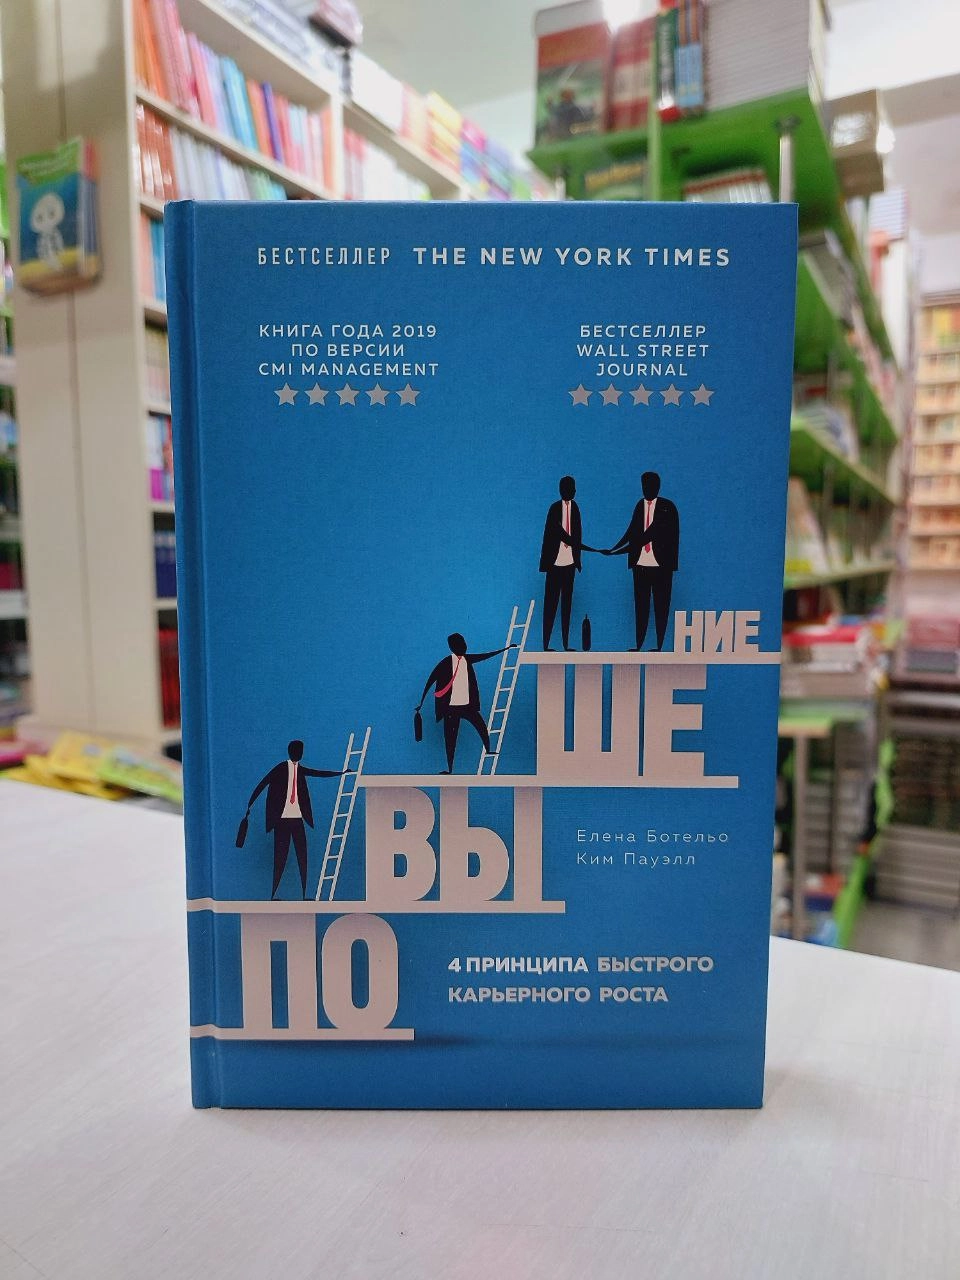 БЕСТСЕЛЛЕР THE NEW YORK TIMES
КНИГА ГОДА 2019
ПО ВЕРСИИ
CMI MANAGEMENT
БЕСТСЕЛЛЕР
WALL STREET
JOURNAL
ПО
ВЫ
ШЕ
НИЕ
Елена Ботельо
Ким Пауэлл
4 ПРИНЦИПА БЫСТРОГО
КАРЬЕРНОГО РОСТА